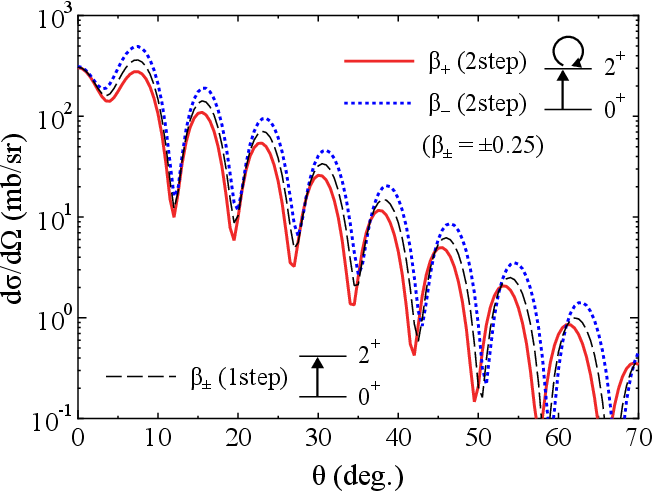 10³
10²
10¹
10⁰
10⁻¹
dσ/dΩ (mb/sr)
β₊ (2step)
β₋ (2step)
(β± = ±0.25)
2⁺
0⁺
β± (1step)
2⁺
0⁺
0 10 20 30 40 50 60 70
θ (deg.)